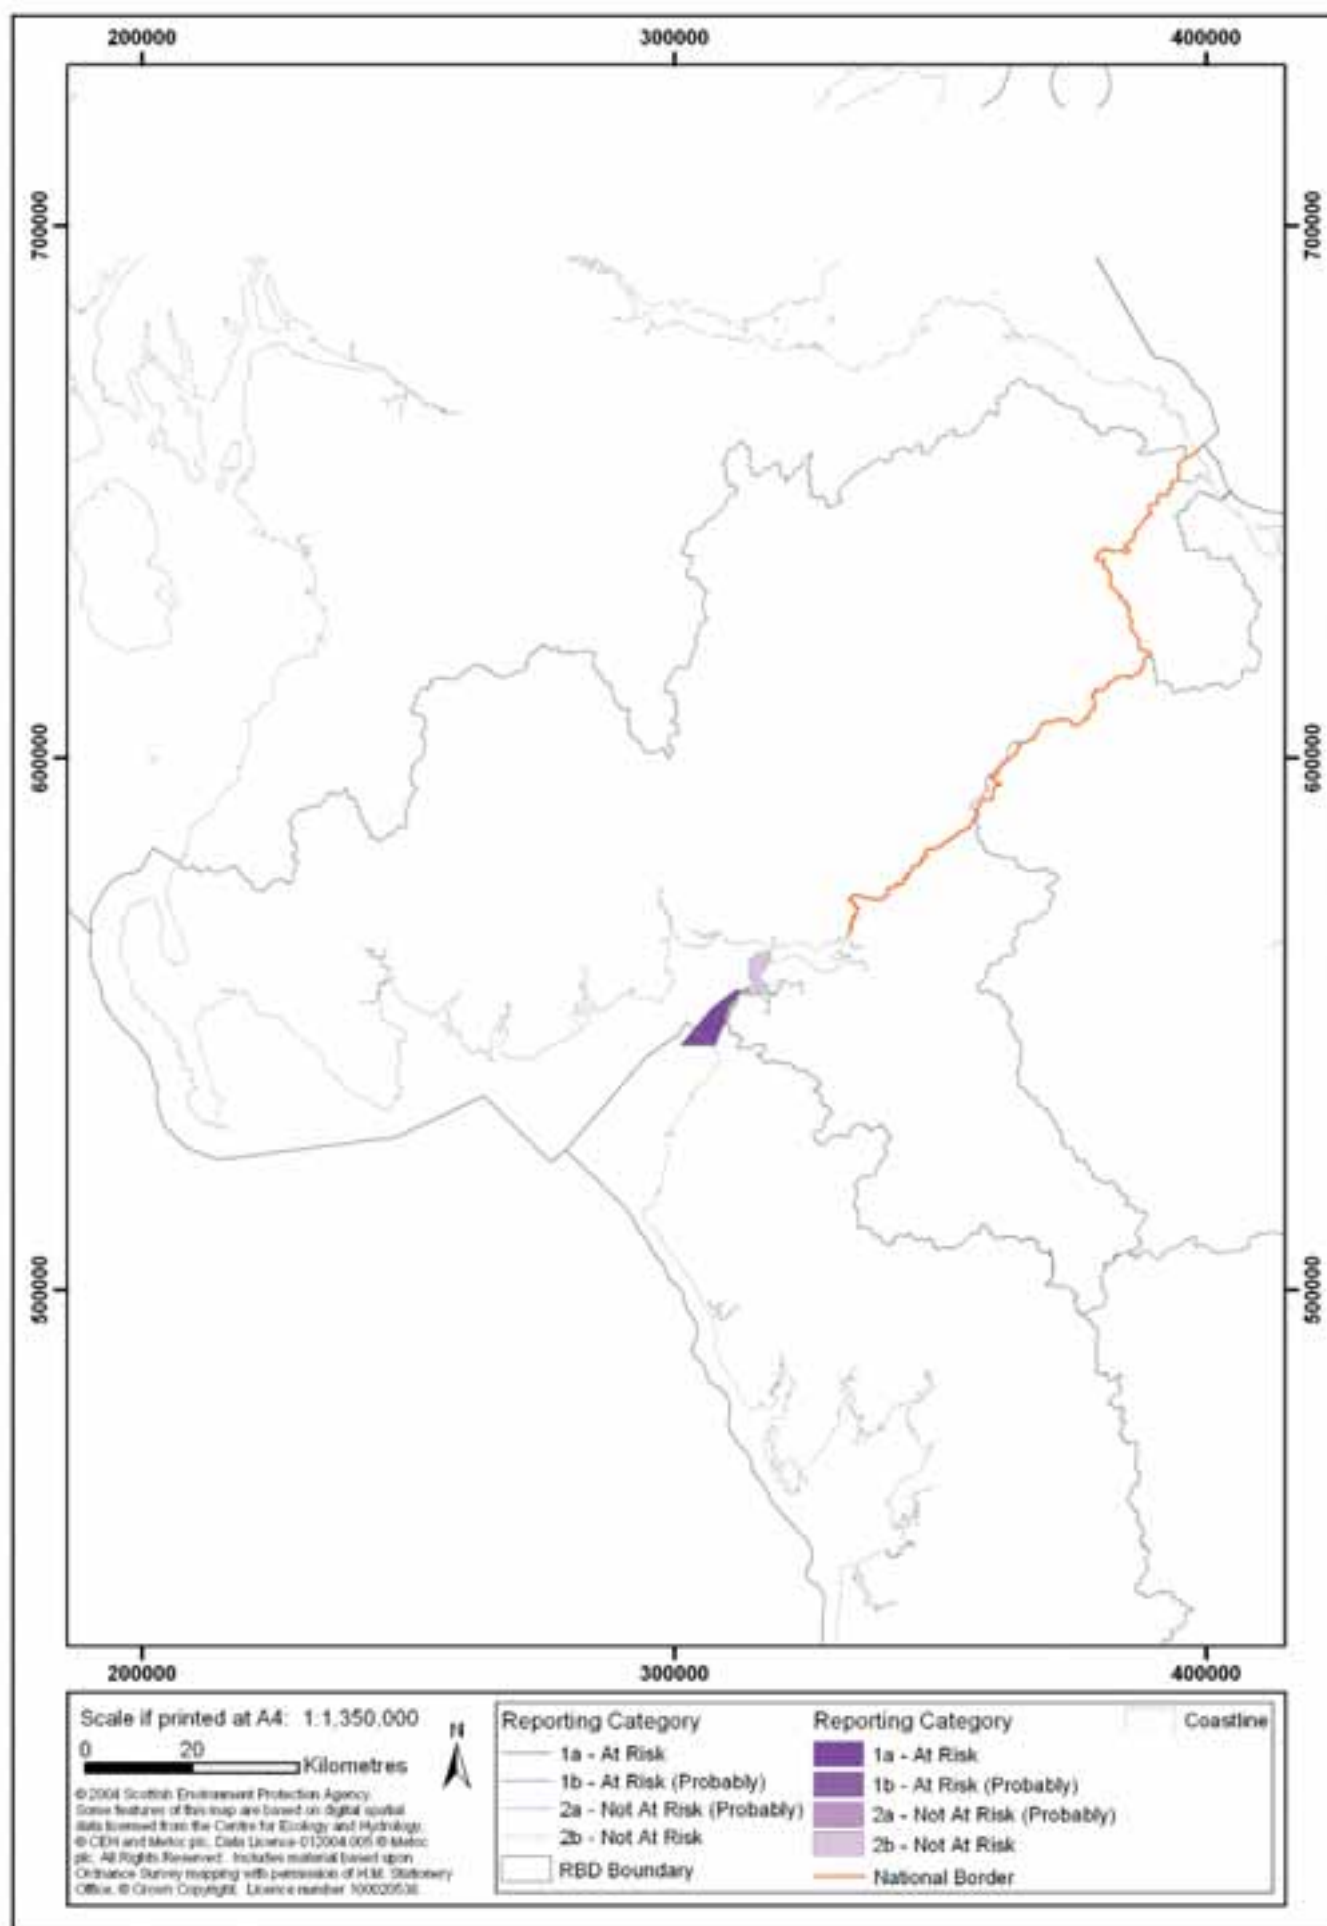 200000 300000 400000
700000 700000
600000 600000
500000 500000
200000 300000 400000
Scale if printed at A4: 1:1,350,000
N
0 20
Kilometres
© 2004 Scottish Environment Protection Agency.
Some features of this map are based on digital spatial
data licensed from the Centre for Ecology and Hydrology,
© CEH and Metoc plc. Data Licence 012004.005 © Metoc
plc. All Rights Reserved. Includes material based upon
Ordnance Survey mapping with permission of H.M. Stationery
Office. © Crown Copyright. Licence number
Reporting Category
1a - At Risk
1b - At Risk (Probably)
2a - Not At Risk (Probably)
2b - Not At Risk
RBD Boundary
Reporting Category
1a - At Risk
1b - At Risk (Probably)
2a - Not At Risk (Probably)
2b - Not At Risk
National Border
Coastline